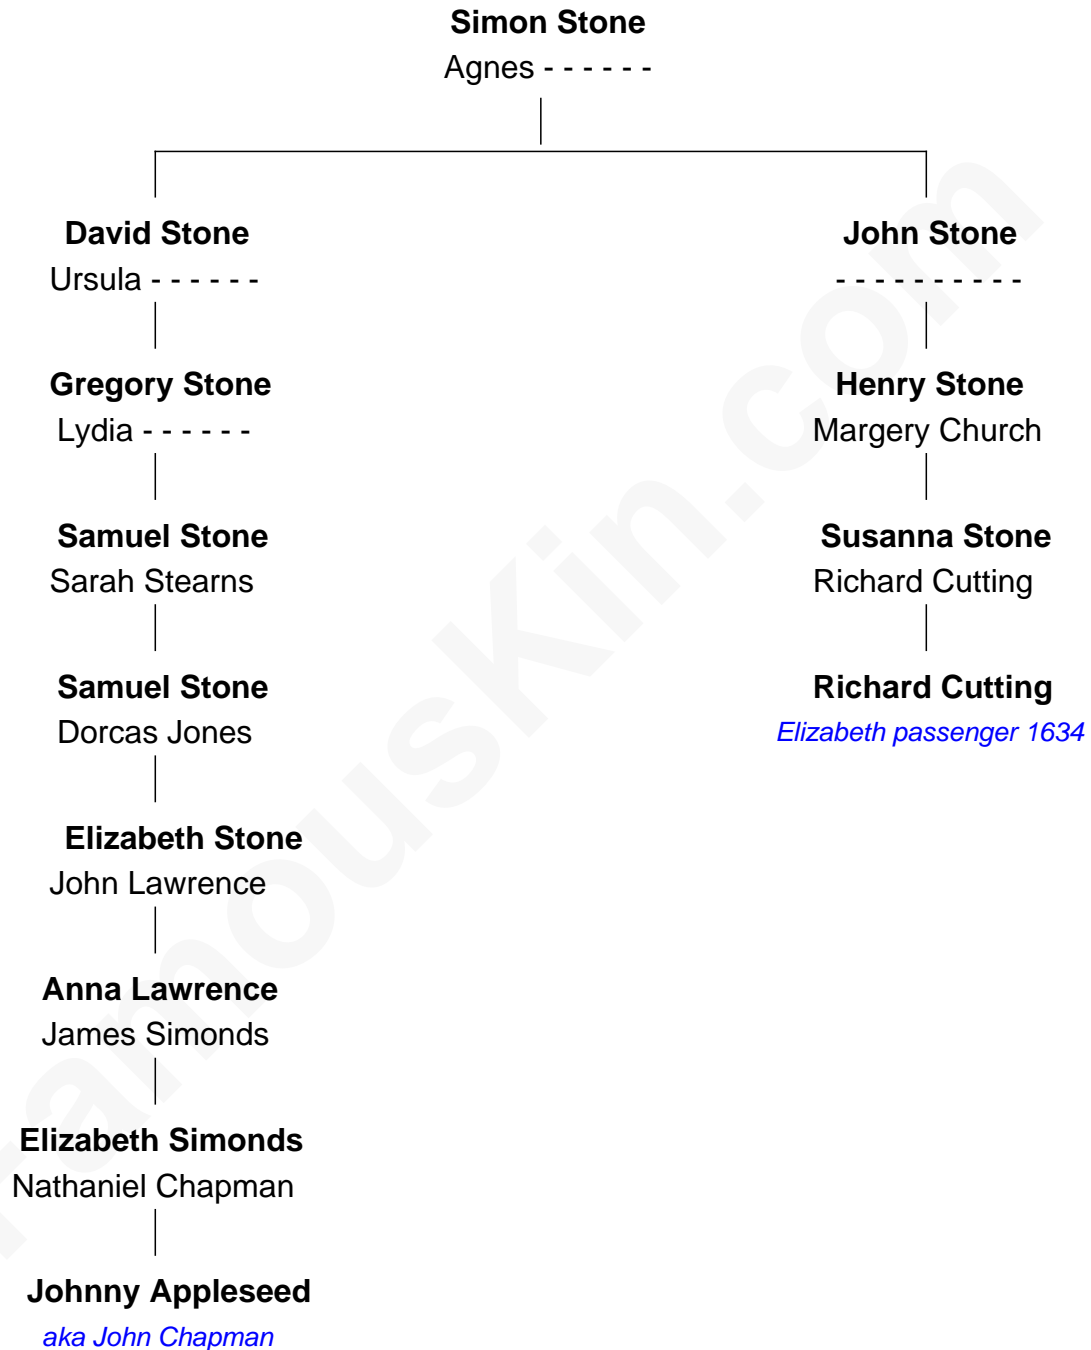 Simon Stone
Agnes - - - - - -
David Stone
Ursula - - - - - -
Gregory Stone
Lydia - - - - - -
Samuel Stone
Sarah Stearns
Samuel Stone
Dorcas Jones
Elizabeth Stone
John Lawrence
Anna Lawrence
James Simonds
Elizabeth Simonds
Nathaniel Chapman
Johnny Appleseed
aka John Chapman
John Stone
- - - - - - - - - -
Henry Stone
Margery Church
Susanna Stone
Richard Cutting
Richard Cutting
Elizabeth passenger 1634
FamousKin.com